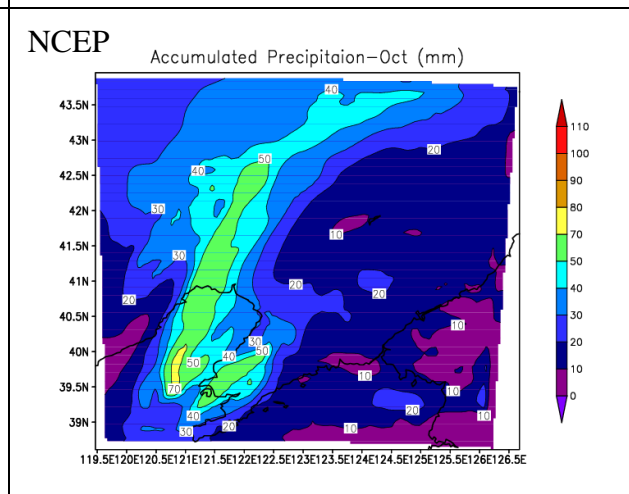 NCEP
Accumulated Precipitaion-Oct (mm)
43.5N
43N
42.5N
42N
41.5N
41N
40.5N
40N
39.5N
39N
119.5E120E120.5E121E121.5E122E122.5E123E123.5E124E124.5E125E125.5E126E126.5E
40
20
50
40
30
10
30
20
20
20
10
30
50
40
50
10
70
10
20
10
40
20
10
30
110
100
90
80
70
60
50
40
30
20
10
0